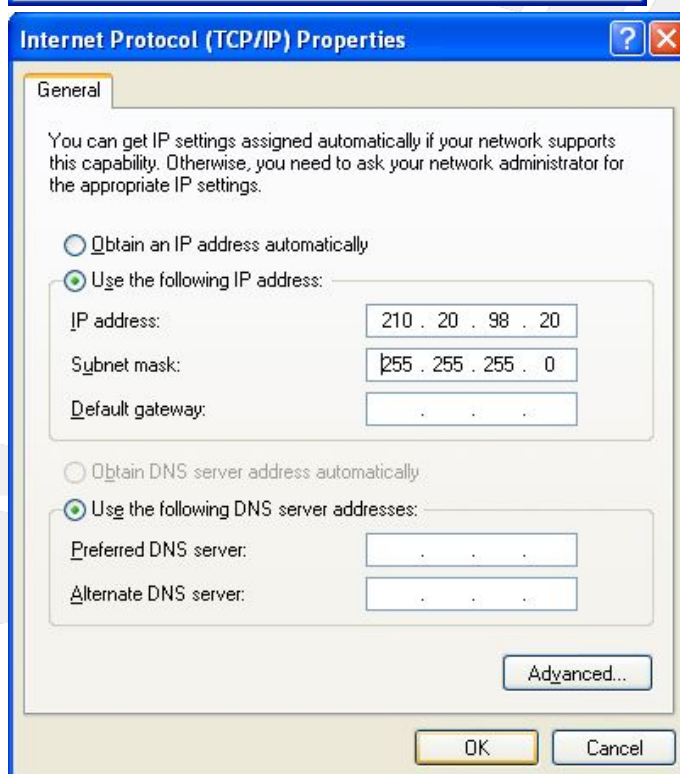 Internet Protocol (TCP/IP) Properties
General
You can get IP settings assigned automatically if your network supports
this capability. Otherwise, you need to ask your network administrator for
the appropriate IP settings.
Obtain an IP address automatically
Use the following IP address:
IP address: 210 . 20 . 98 . 20
Subnet mask: 255 . 255 . 255 . 0
Default gateway: . . .
Obtain DNS server address automatically
Use the following DNS server addresses:
Preferred DNS server: . . .
Alternate DNS server: . . .
Advanced...
OK Cancel